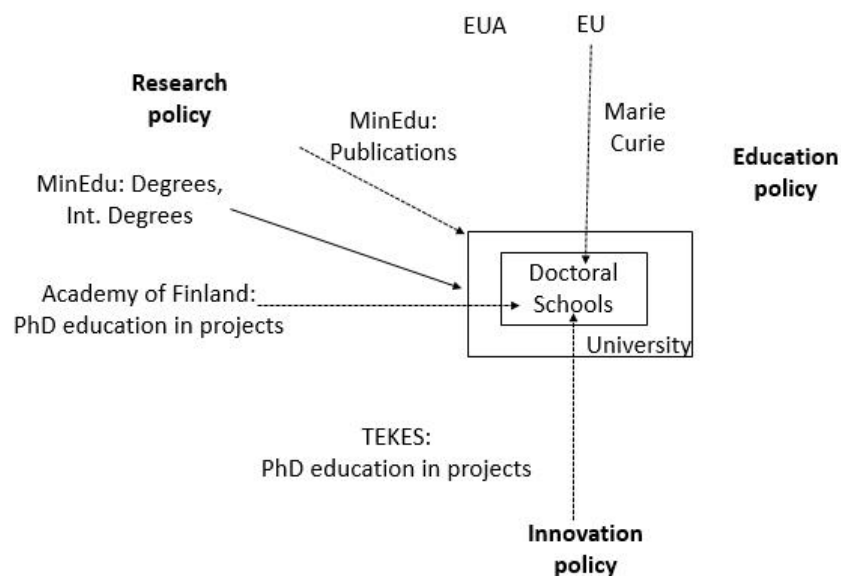 EUA
EU
Research
policy
MinEdu:
Publications
Marie
Curie
Education
policy
MinEdu: Degrees,
Int. Degrees
Academy of Finland:
PhD education in projects
Doctoral
Schools
University
TEKES:
PhD education in projects
Innovation
policy